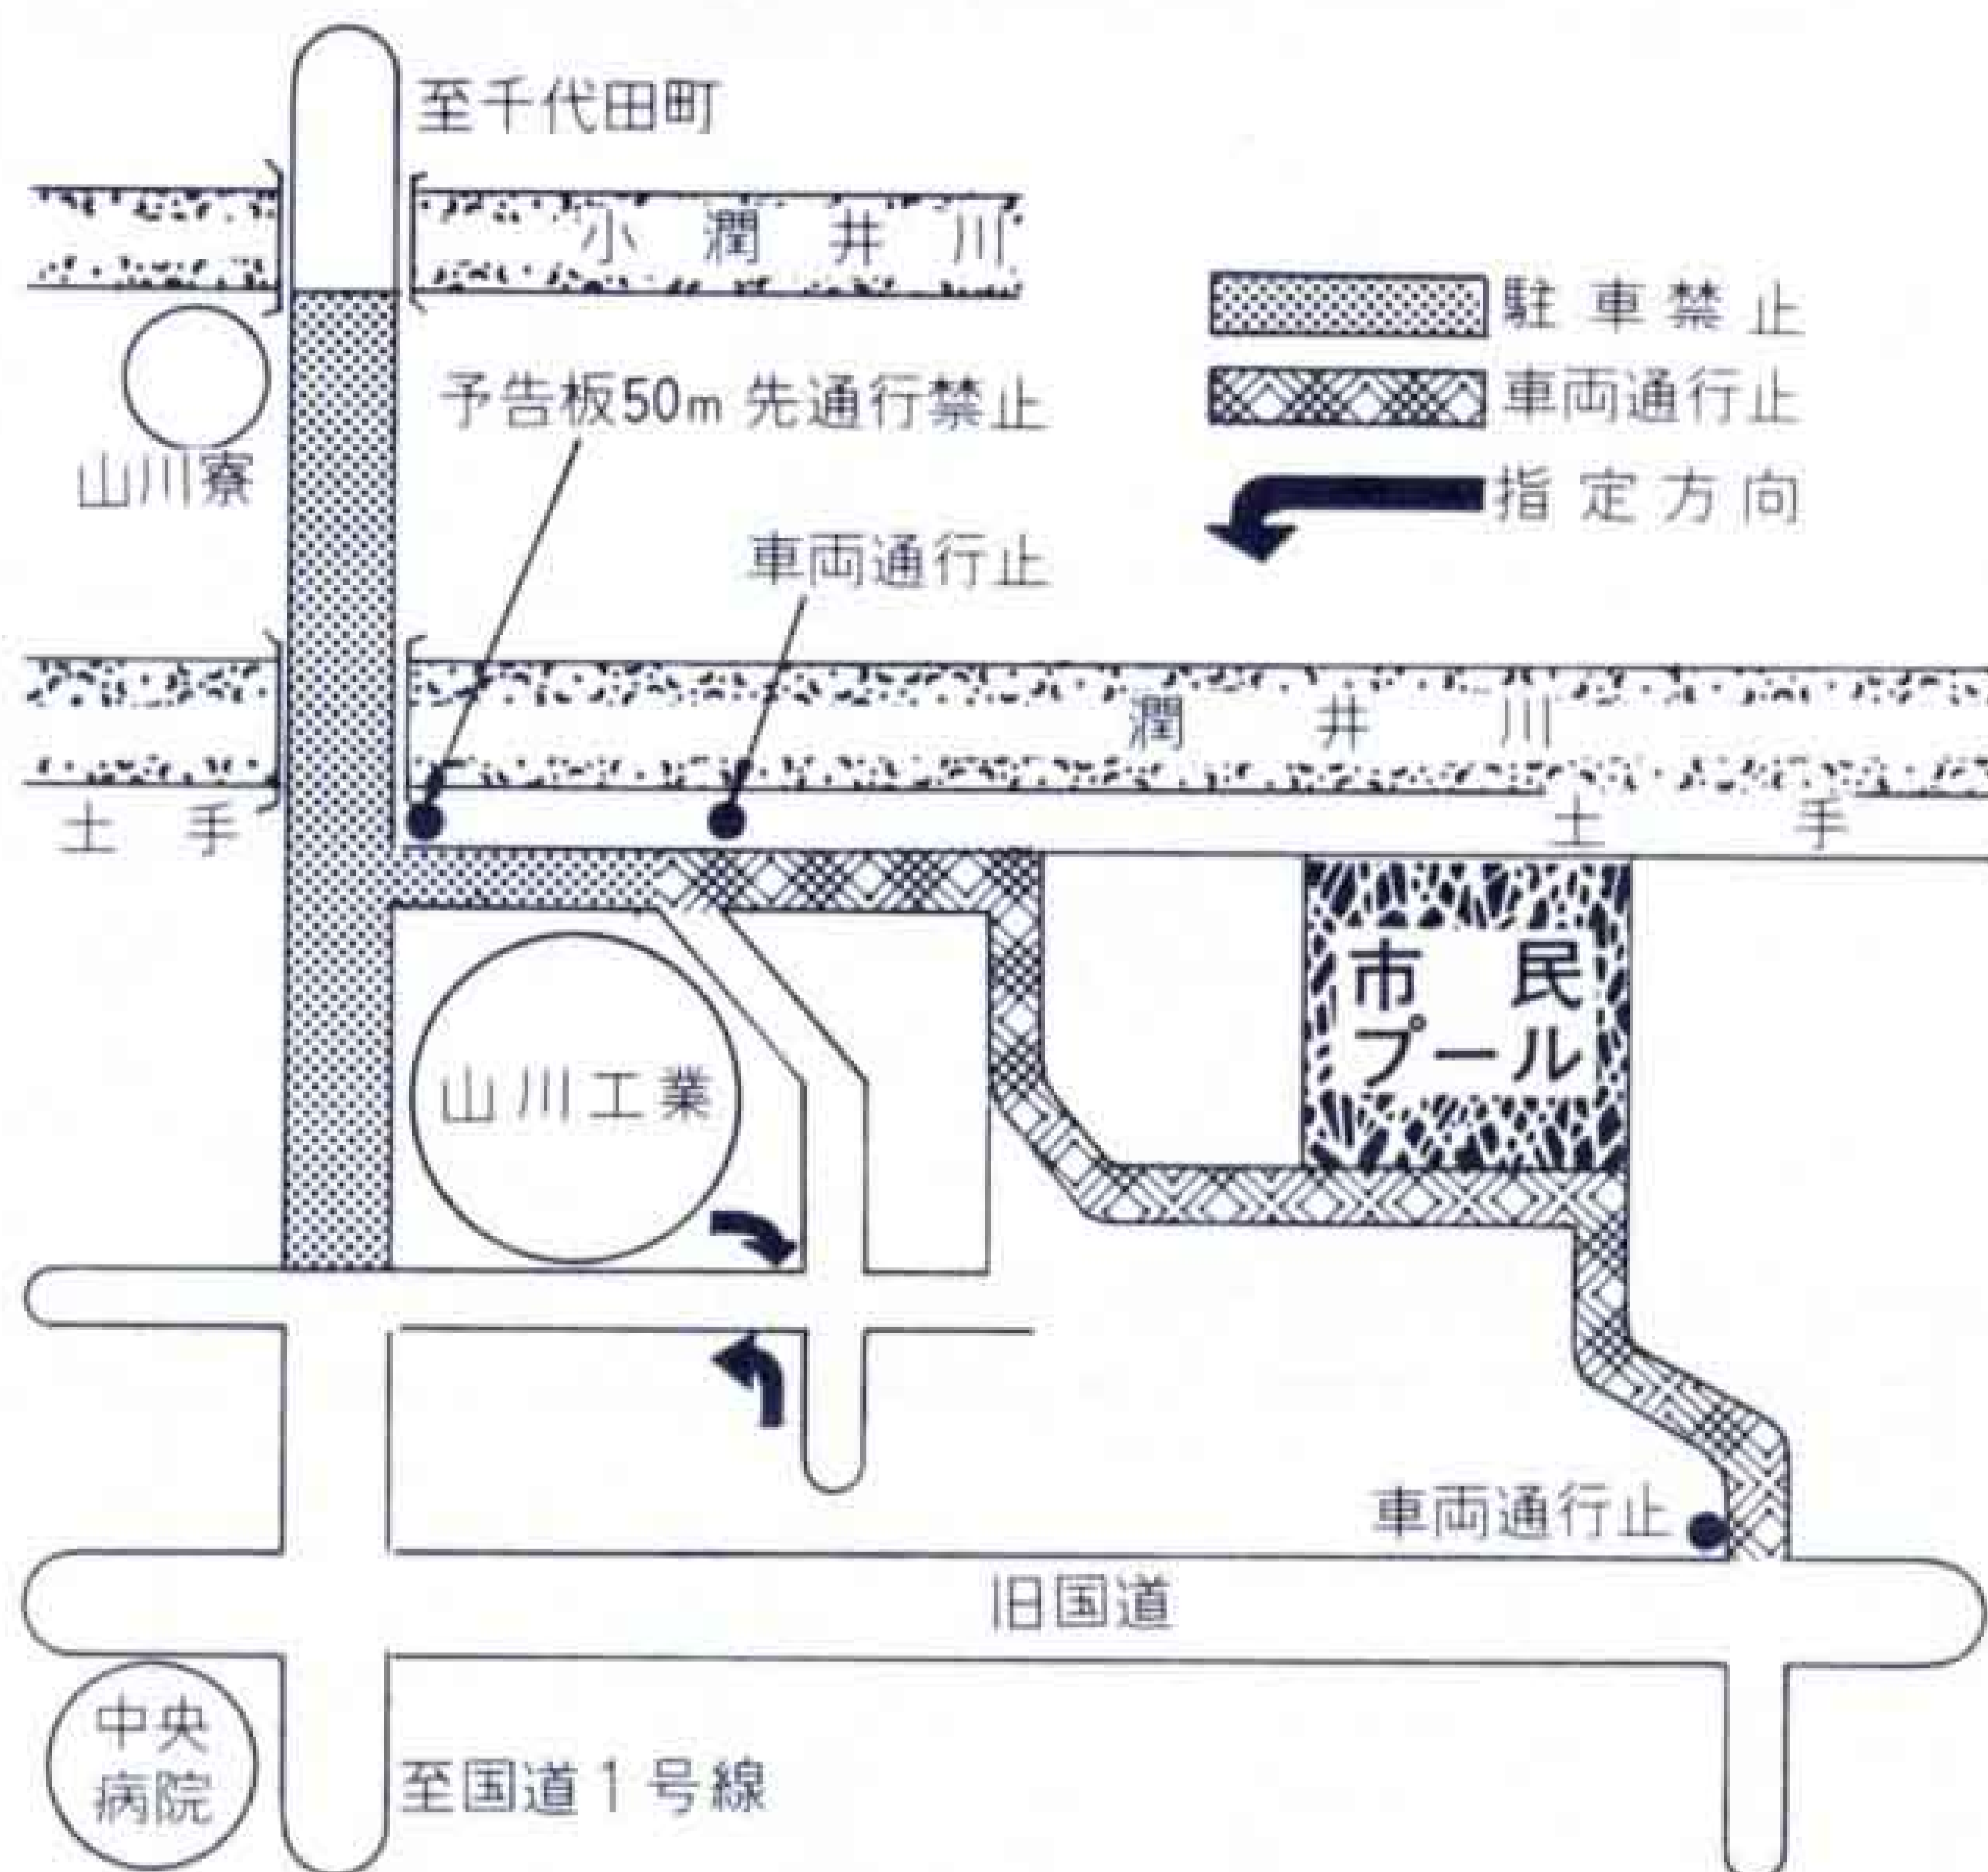 至千代田町
小潤井川
駐車禁止
予告板50m先通行禁止
車両通行止
山川寮
指定方向
車両通行止
潤井川
土手
土手
市民
プール
山川工業
車両通行止
旧国道
中央
病院
至国道1号線